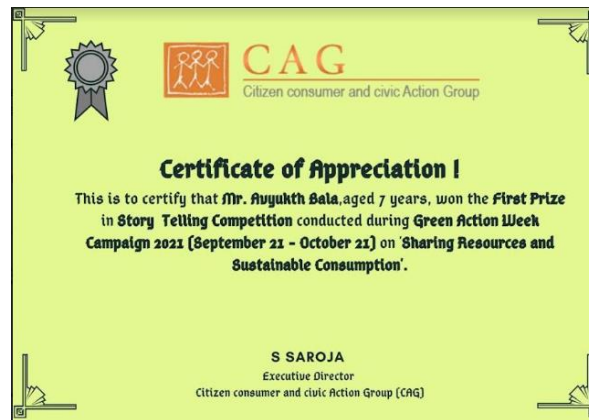 CAG
Citizen consumer and civic Action Group
Certificate of Appreciation !
This is to certify that Mr. Avyukth Bala,aged 7 years, won the First Prize
in Story Telling Competition conducted during Green Action Week
Campaign 2021 (September 21 - October 21) on 'Sharing Resources and
Sustainable Consumption'.
S SAROJA
Executive Director
Citizen consumer and civic Action Group (CAG)